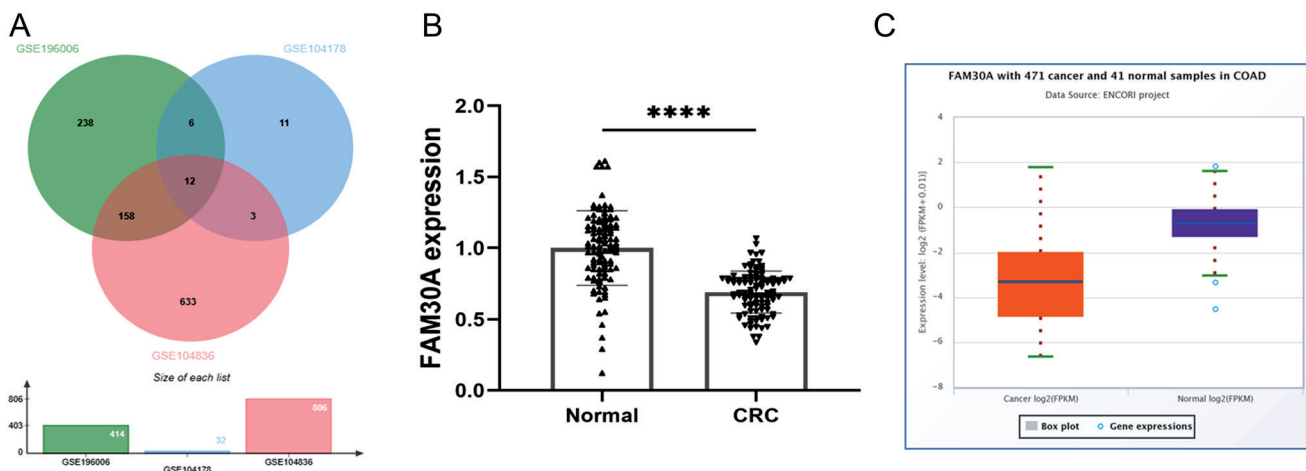 A
GSE196006
GSE104178
238
6
11
12
158
3
633
GSE104836
Size of each list
806
403
0
414
32
806
GSE196006
GSE104178
GSE104836
B
FAM30A expression
2.0
1.5
1.0
0.5
0.0
****
Normal
CRC
C
FAM30A with 471 cancer and 41 normal samples in COAD
Data Source: ENCORI project
Expression level: log2 (FPKM+0.01)]
4
2
0
−2
−4
−6
−8
Cancer log2(FPKM)
Normal log2(FPKM)
Box plot
Gene expressions